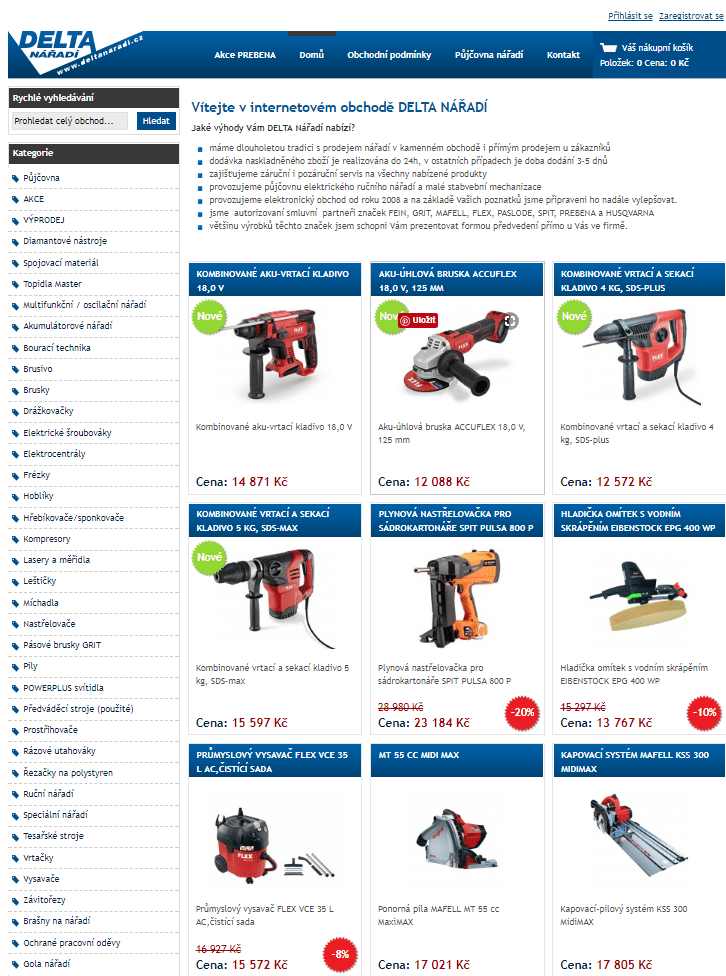 Přihlásit se Zaregistrovat se
DELTA
NÁŘADÍ
www.deltanaradi.cz
Akce PREBENA Domů Obchodní podmínky Půjčovna nářadí Kontakt
Váš nákupní košík
Položek: 0 Cena: 0 Kč
Rychlé vyhledávání
Prohledat celý obchod... Hledat
Kategorie
Půjčovna
AKCE
VÝPRODEJ
Diamantové nástroje
Spojovací materiál
Topidla Master
Multifunkční / oscilační nářadí
Akumulátorové nářadí
Bourací technika
Brusivo
Brusky
Drážkovačky
Elektrické šroubováky
Elektrocentrály
Frézky
Hoblíky
Hřebíkovače/sponkovače
Kompresory
Lasery a měřidla
Leštičky
Míchadla
Nastřelovače
Pásové brusky GRIT
Pily
POWERPLUS svítidla
Předváděcí stroje (použité)
Prostřihovače
Rázové utahováky
Řezačky na polystyren
Ruční nářadí
Speciální nářadí
Tesařské stroje
Vrtačky
Vysavače
Závitořezy
Brašny na nářadí
Ochranné pracovní oděvy
Gola nářadí
Vítejte v internetovém obchodě DELTA NÁŘADÍ
Jaké výhody Vám DELTA Nářadí nabízí?
máme dlouholetou tradici s prodejem nářadí v kamenném obchodě i přímým prodejem u zákazníků
dodávka naskladněného zboží je realizována do 24h, v ostatních případech je doba dodání 3-5 dnů
zajišťujeme záruční i pozáruční servis na všechny nabízené produkty
provozujeme půjčovnu elektrického ručního nářadí a malé stabvební mechanizace
provozujeme elektronický obchod od roku 2008 a na základě Vašich poznatků jsme připraveni ho nadále vylepšovat.
jsme autorizovaní smluvní partneři značek FEIN, GRIT, MAFELL, FLEX, PASLODE, SPIT, PREBENA a HUSQVARNA
většinu výrobků těchto značek jsem schopni Vám prezentovat formou předvedení přímo u Vás ve firmě.
KOMBINOVANÉ AKU-VRTACÍ KLADIVO
18,0 V
Nové
FLEX
Kombinované aku-vrtací kladivo 18,0 V
Cena: 14 871 Kč
AKU-ÚHLOVÁ BRUSKA ACCUFLEX
18,0 V, 125 MM
Nové
Uložit
FLEX
Aku-úhlová bruska ACCUFLEX 18,0 V,
125 mm
Cena: 12 088 Kč
KOMBINOVANÉ VRTACÍ A SEKACÍ
KLADIVO 4 KG, SDS-PLUS
Nové
FLEX
Kombinované vrtací a sekací kladivo 4
kg, SDS-plus
Cena: 12 572 Kč
KOMBINOVANÉ VRTACÍ A SEKACÍ
KLADIVO 5 KG, SDS-MAX
Nové
Kombinované vrtací a sekací kladivo 5
kg, SDS-max
Cena: 15 597 Kč
PLYNOVÁ NASTŘELOVAČKA PRO
SÁDROKARTONÁŘE SPIT PULSA 800 P
Plynová nastřelovačka pro
sádrokartonáře SPIT PULSA 800 P
28 980 Kč
Cena: 23 184 Kč
-20%
HLADIČKA OMÍTEK S VODNÍM
SKRÁPĚNÍM EIBENSTOCK EPG 400 WP
Hladička omítek s vodním skrápěním
EIBENSTOCK EPG 400 WP
15 297 Kč
Cena: 13 767 Kč
-10%
PRŮMYSLOVÝ VYSAVAČ FLEX VCE 35
L AC,ČISTÍCÍ SADA
FLEX
Průmyslový vysavač FLEX VCE 35 L
AC,čistící sada
16 927 Kč
Cena: 15 572 Kč
-8%
MT 55 CC MIDI MAX
Ponorná pila MAFELL MT 55 cc
MaxiMAX
Cena: 17 021 Kč
KAPOVACÍ SYSTÉM MAFELL KSS 300
MIDIMAX
Kapovací-pilový systém KSS 300
MidiMAX
Cena: 17 805 Kč